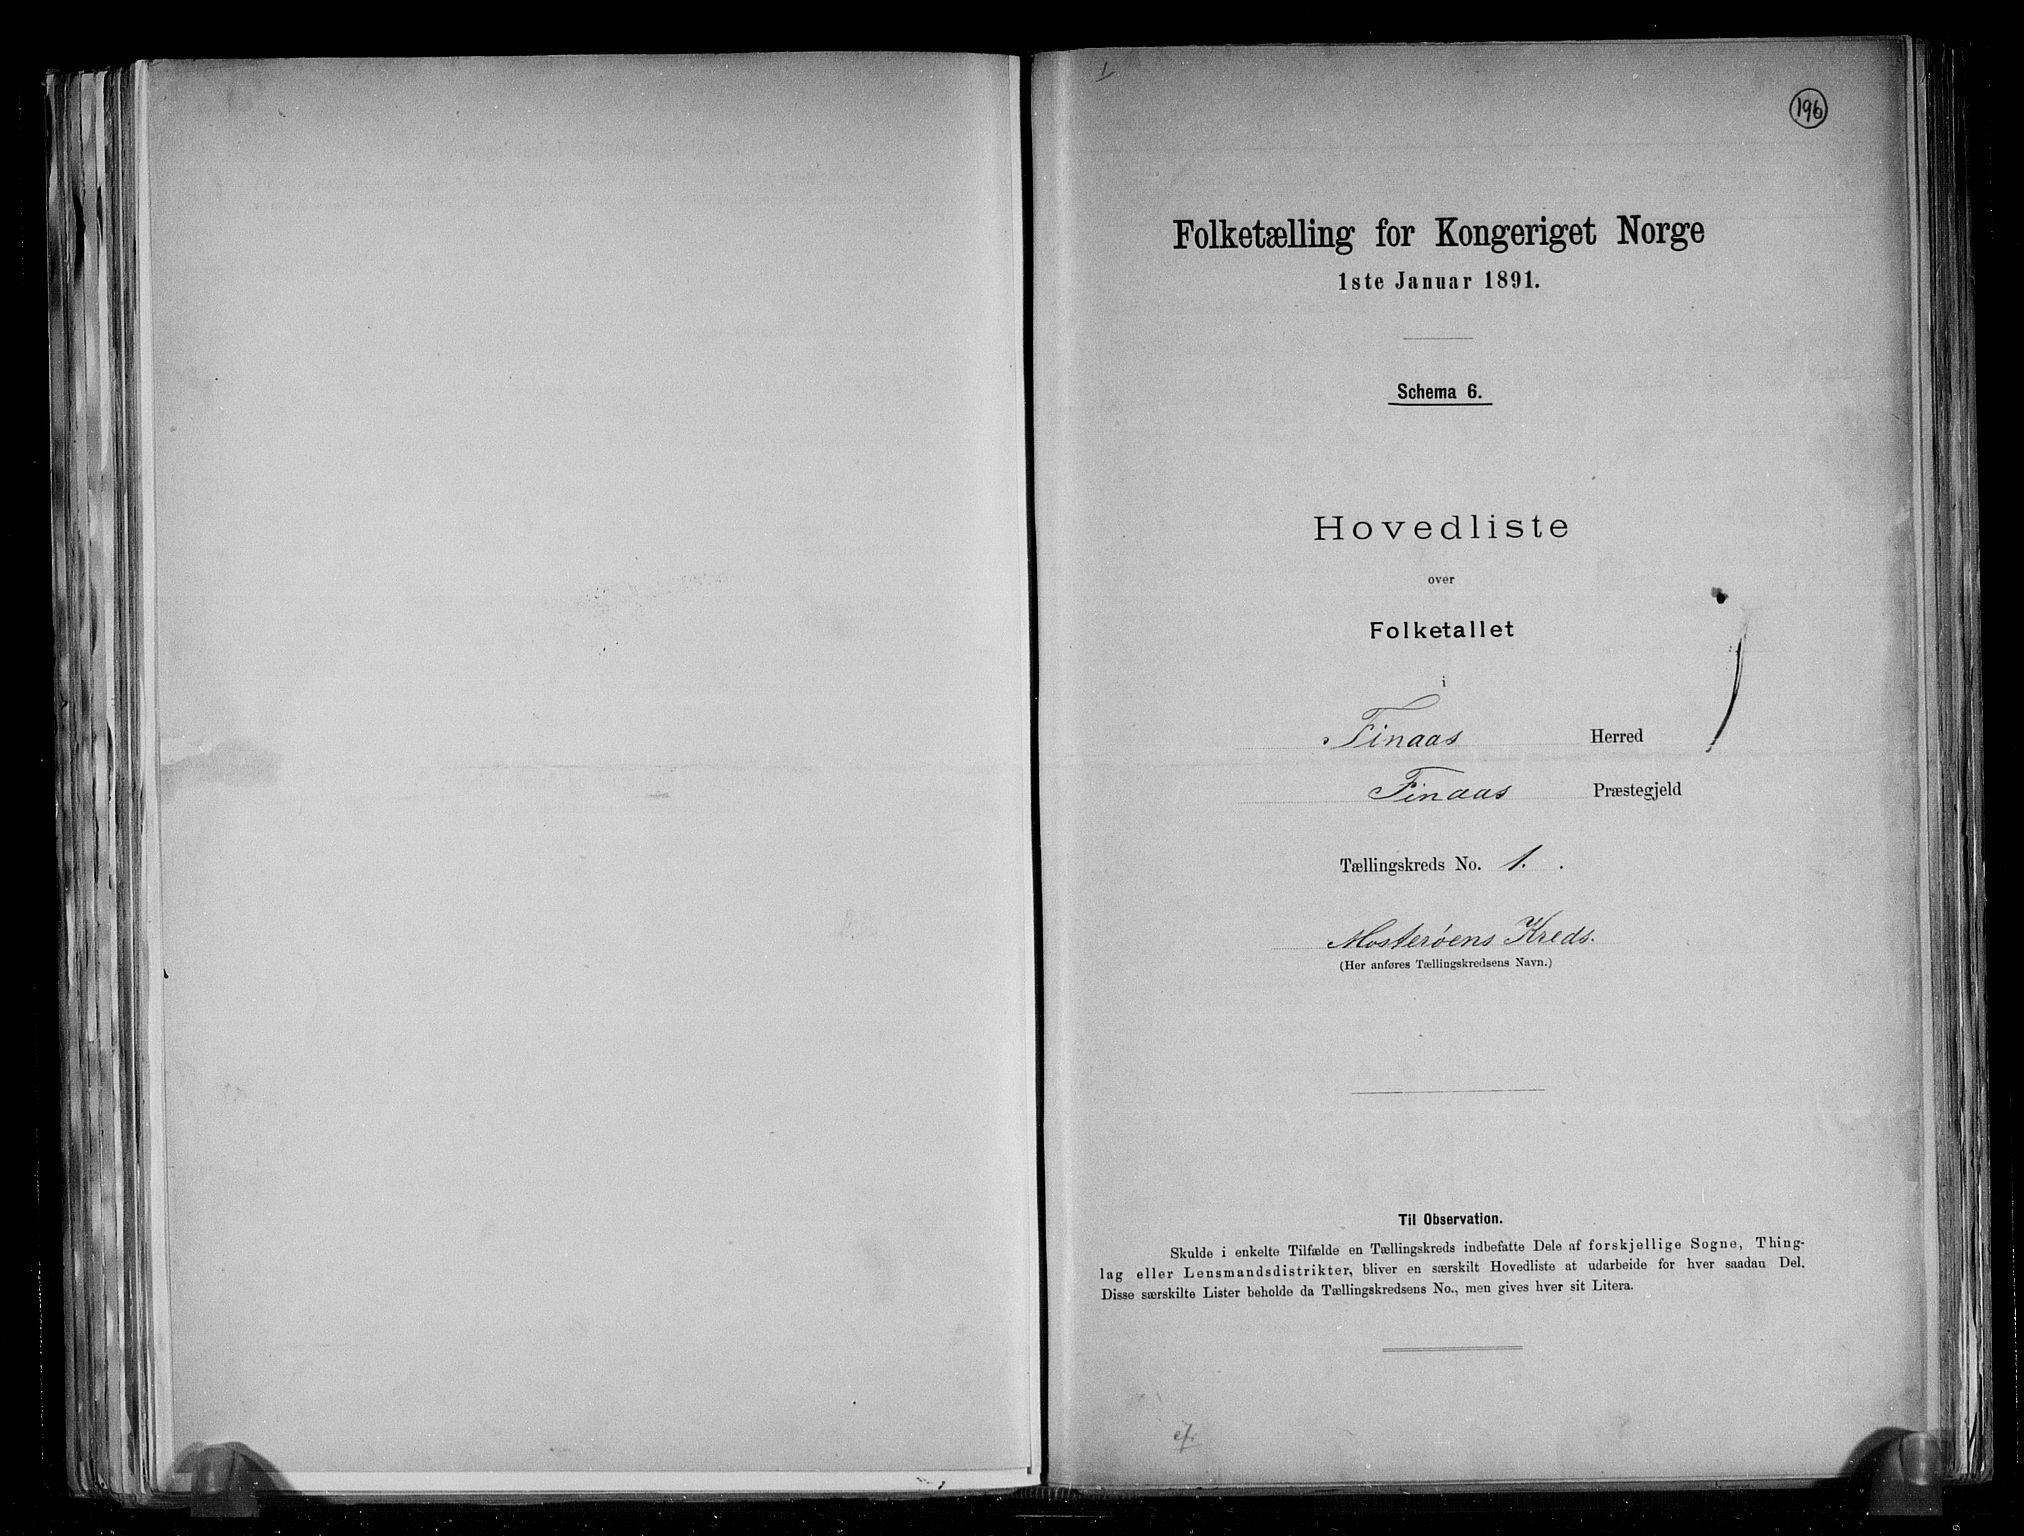 1
196
Folketælling for Kongeriget Norge
1ste Januar 1891.
Schema 6.
Hovedliste
over
Folketallet
i
Finaas Herred
Finaas Præstegjeld
Tællingskreds No. 1. .
Mosterøens Kreds.
(Her anføres Tællingskredsens Navn.)
Til Observation.
Skulde i enkelte Tilfælde en Tællingskreds indbefatte Dele af forskjellige Sogne, Thing-
lag eller Lensmandsdistrikter, bliver en særskilt Hovedliste at udarbeide for hver saadan Del.
Disse særskilte Lister beholde da Tællingskredsens No., men gives hver sit Litera.